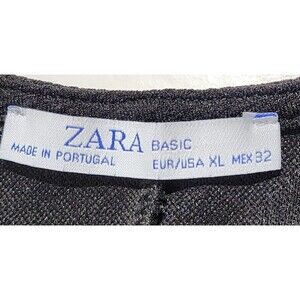 ZARA BASIC
MADE IN PORTUGAL EUR/USA XL MEX 32